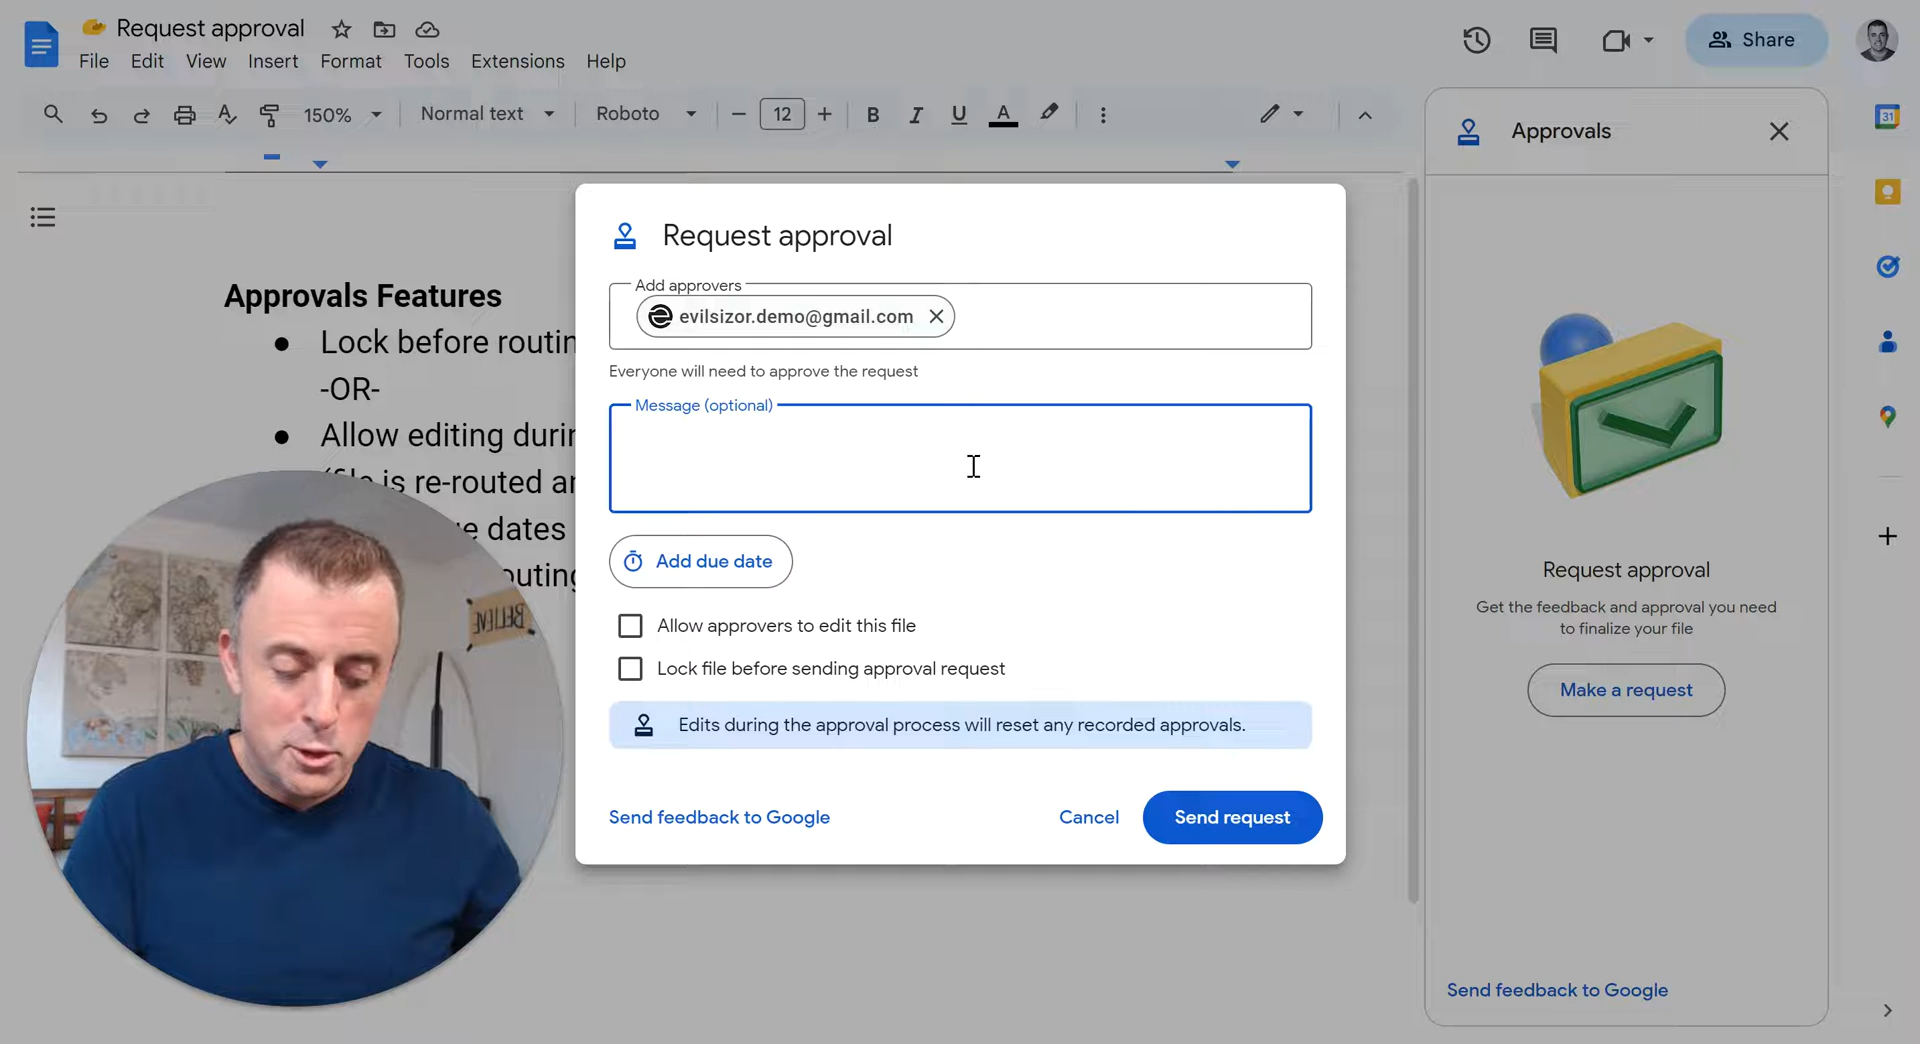 Request approval
File Edit View Insert Format Tools Extensions Help
Share
150% Normal text Roboto 12 B I U A
31
Approvals
Approvals Features
Lock before routin
-OR-
Allow editing durin
is re-routed an
e dates
outing
BELIEVE
Request approval
Add approvers
evilsizor.demo@gmail.com
Everyone will need to approve the request
Message (optional)
Add due date
Allow approvers to edit this file
Lock file before sending approval request
Edits during the approval process will reset any recorded approvals.
Send feedback to Google Cancel Send request
Request approval
Get the feedback and approval you need
to finalize your file
Make a request
Send feedback to Google